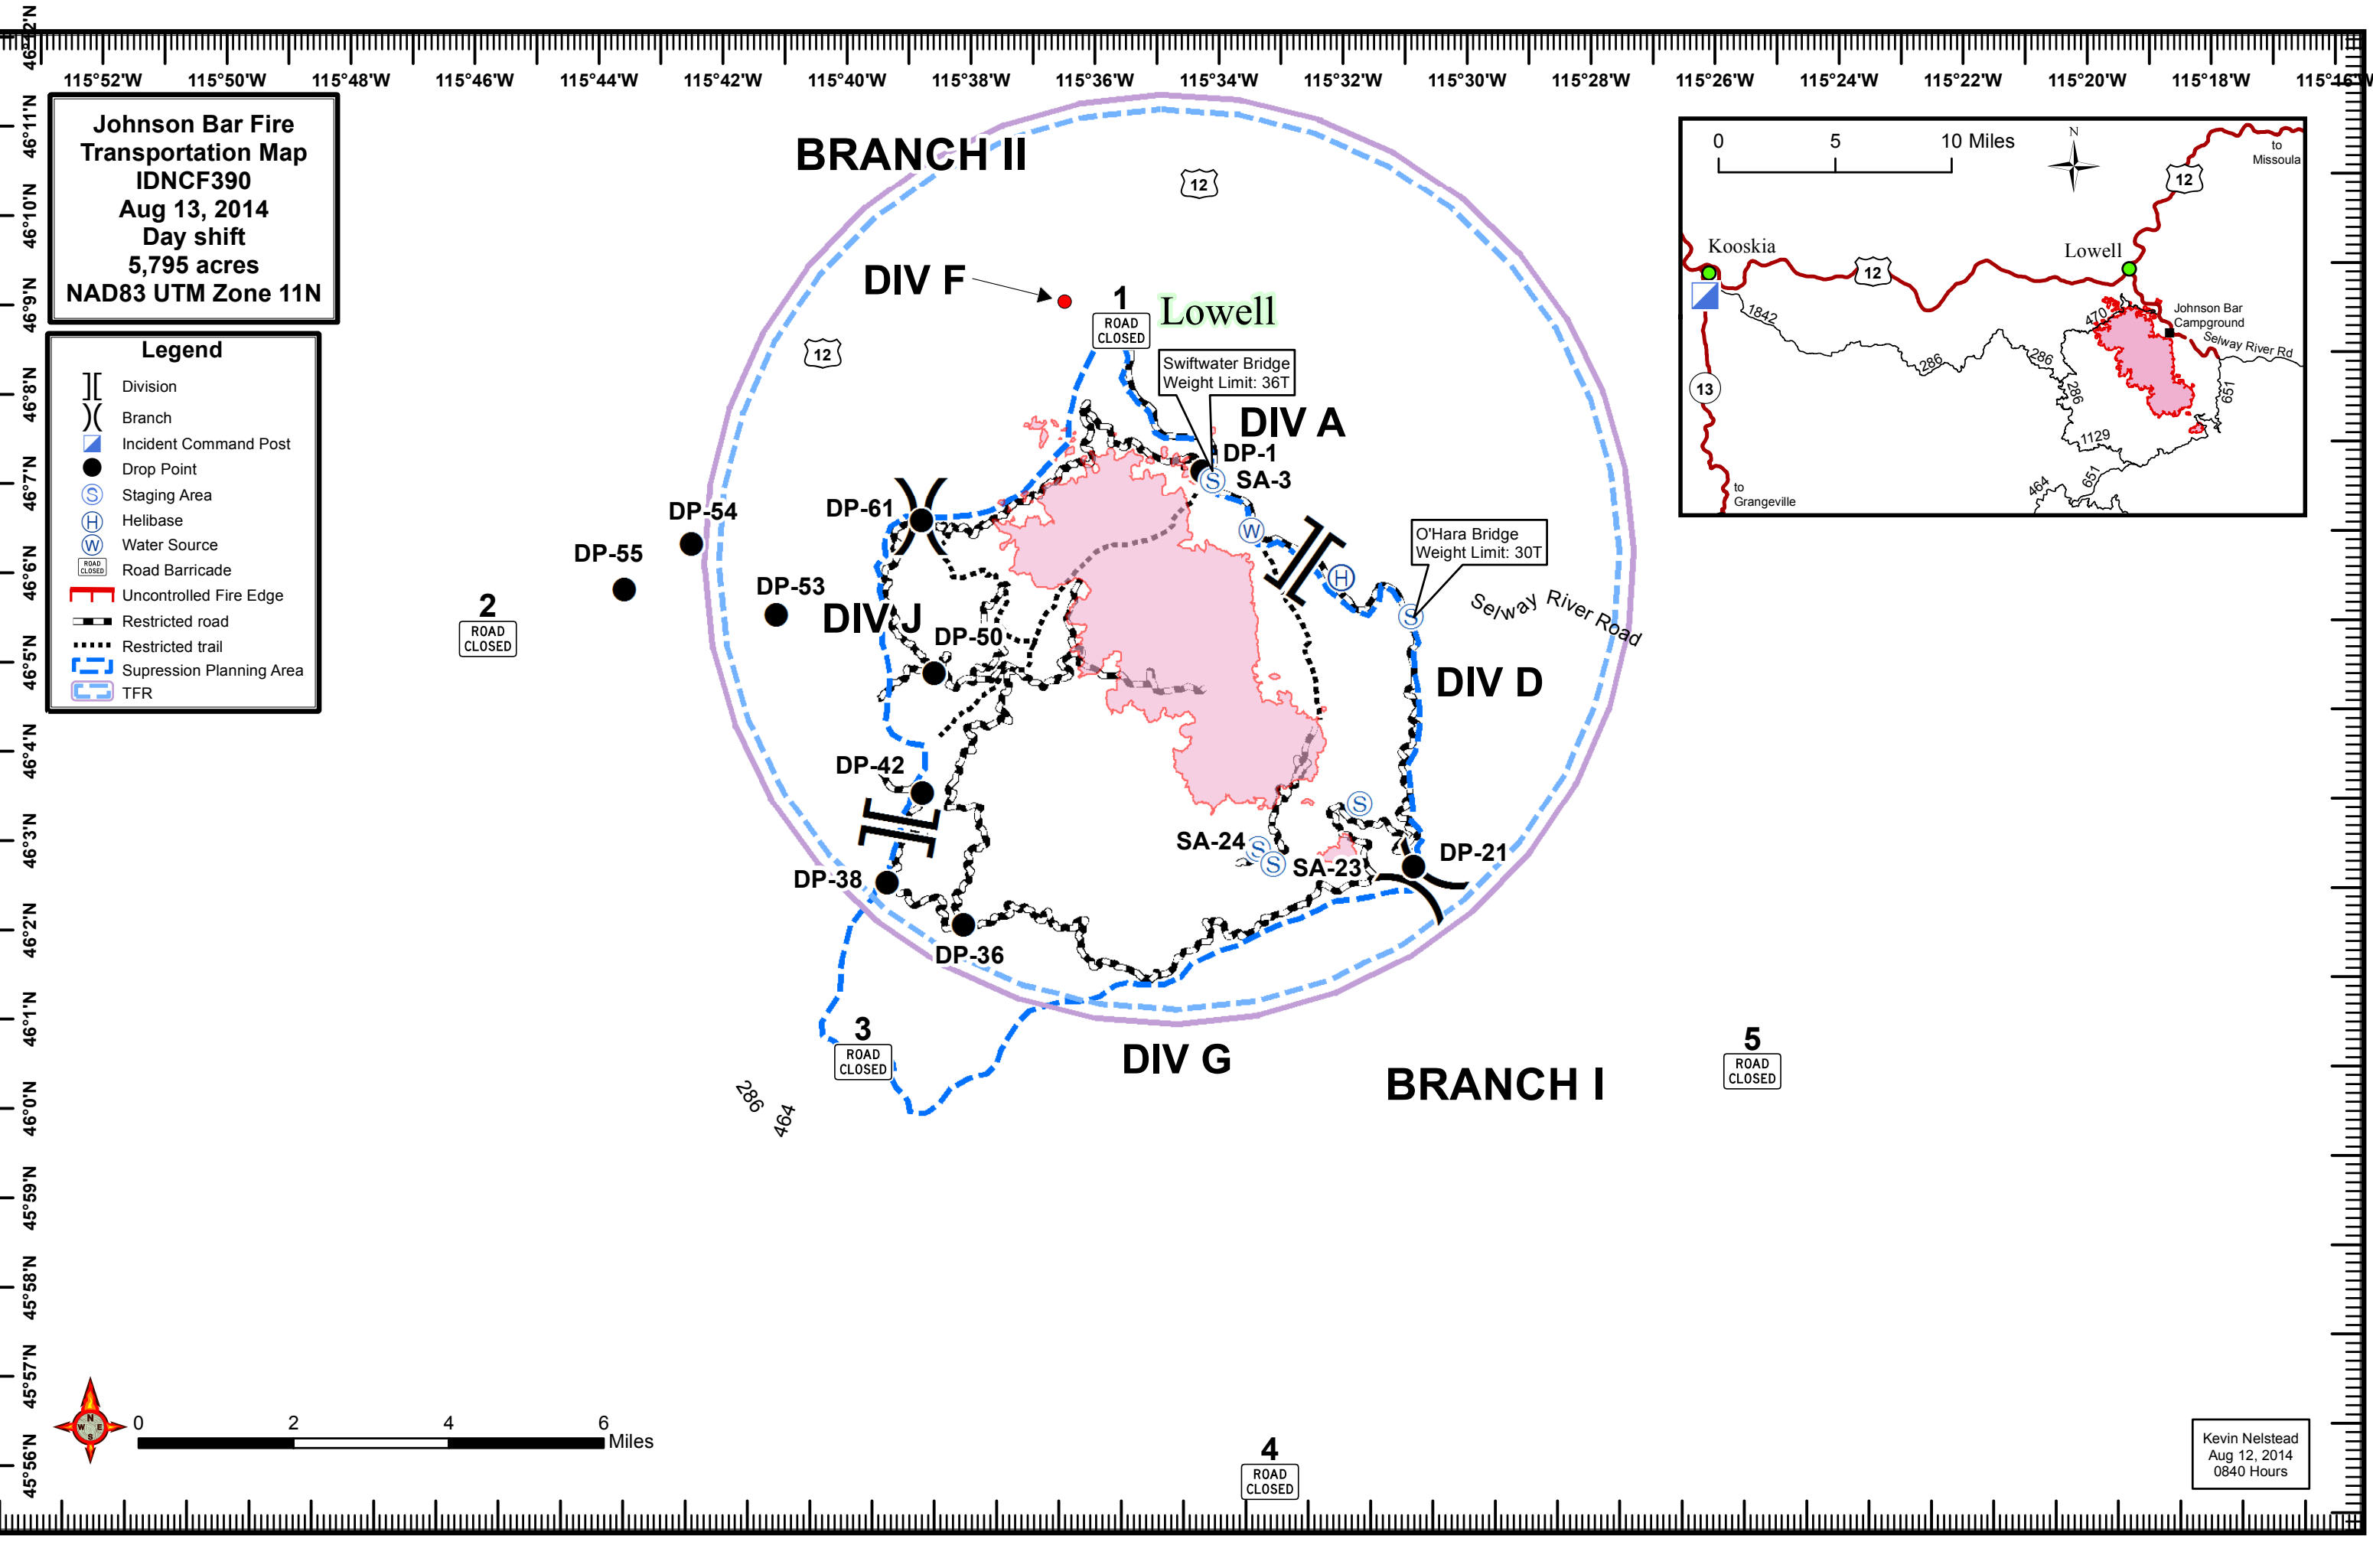 115°52'W 115°50'W 115°48'W 115°46'W 115°44'W 115°42'W 115°40'W 115°38'W 115°36'W 115°34'W 115°32'W 115°30'W 115°28'W 115°26'W 115°24'W 115°22'W 115°20'W 115°18'W 115°16'W
46°12'N
46°11'N
46°10'N
46°9'N
46°8'N
46°7'N
46°6'N
46°5'N
46°4'N
46°3'N
46°2'N
46°1'N
46°0'N
45°59'N
45°58'N
45°57'N
45°56'N
Johnson Bar Fire
Transportation Map
IDNCF390
Aug 13, 2014
Day shift
5,795 acres
NAD83 UTM Zone 11N
Legend
Division
Branch
Incident Command Post
Drop Point
S Staging Area
H Helibase
W Water Source
ROAD
CLOSED
Road Barricade
Uncontrolled Fire Edge
Restricted road
Restricted trail
Supression Planning Area
TFR
BRANCH II
12
DIV F
1
ROAD
CLOSED
Lowell
12
Swiftwater Bridge
Weight Limit: 36T
DIV A
DP-1
SA-3
S
DP-61
DP-54
DP-55
DP-53
W
H
O'Hara Bridge
Weight Limit: 30T
S
Selway River Road
2
ROAD
CLOSED
DIV J
DP-50
DIV D
DP-42
S
SA-24
S
S
SA-23
DP-21
DP-38
DP-36
3
ROAD
CLOSED
DIV G
BRANCH I
5
ROAD
CLOSED
286
464
4
ROAD
CLOSED
0 5 10 Miles
N
to
Missoula
12
Kooskia
Lowell
12
1842
470
Johnson Bar
Campground
Selway River Rd
286
286
286
651
13
1129
651
464
to
Grangeville
N
W E
S
0 2 4 6
Miles
Kevin Nelstead
Aug 12, 2014
0840 Hours